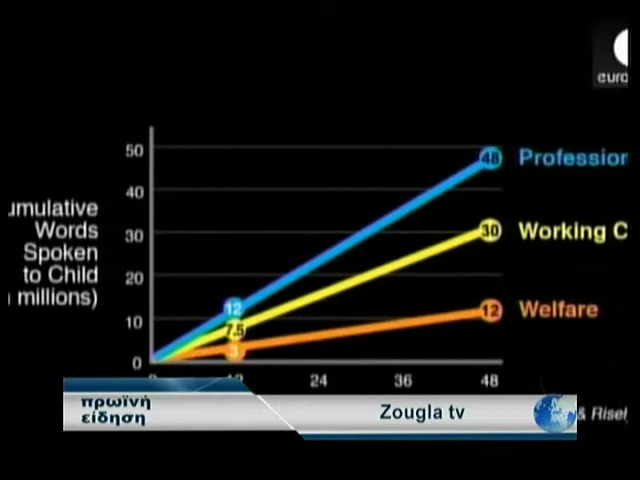 euro
50
40
30
20
10
0
umulative
Words
Spoken
to Child
millions)
48
Profession
30
Working C
12
Welfare
12
7.5
3
24
36
48
πρωϊνή
είδηση
Zougla tv
& Risel